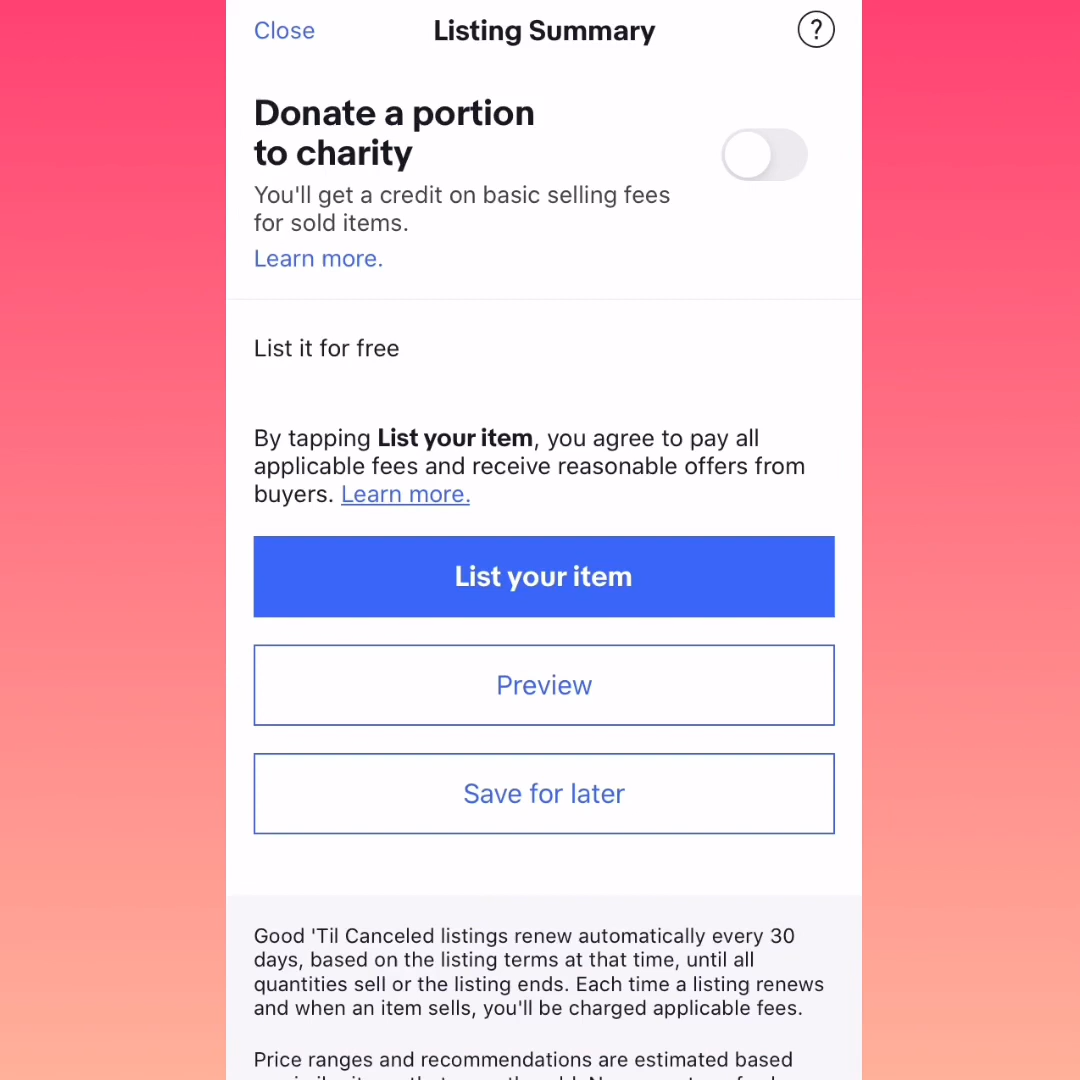 Close
Listing Summary
?
Donate a portion
to charity
You'll get a credit on basic selling fees
for sold items.
Learn more.
List it for free
By tapping List your item, you agree to pay all
applicable fees and receive reasonable offers from
buyers. Learn more.
List your item
Preview
Save for later
Good 'Til Canceled listings renew automatically every 30
days, based on the listing terms at that time, until all
quantities sell or the listing ends. Each time a listing renews
and when an item sells, you'll be charged applicable fees.
Price ranges and recommendations are estimated based